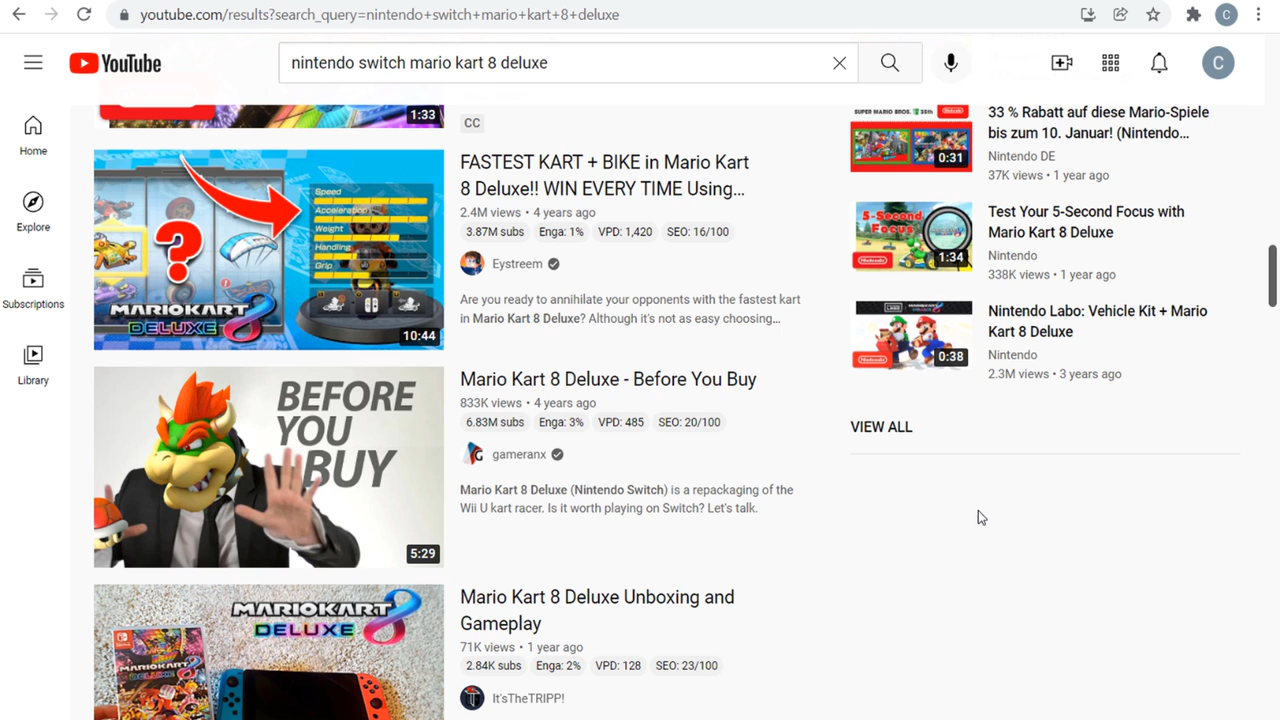 youtube.com/results?search_query=nintendo+switch+mario+kart+8+deluxe
C
YouTube
nintendo switch mario kart 8 deluxe
C
Home
Explore
Subscriptions
Library
1:33
CC
Speed
Acceleration
Weight
Handling
Grip
?
MARIOKART 8
DELUXE
10:44
FASTEST KART + BIKE in Mario Kart
8 Deluxe!! WIN EVERY TIME Using...
2.4M views • 4 years ago
3.87M subs Enga: 1% VPD: 1,420 SEO: 16/100
Eystreem
Are you ready to annihilate your opponents with the fastest kart
in Mario Kart 8 Deluxe? Although it's not as easy choosing...
BEFORE
YOU
BUY
5:29
Mario Kart 8 Deluxe - Before You Buy
833K views • 4 years ago
6.83M subs Enga: 3% VPD: 485 SEO: 20/100
G
gameranx
Mario Kart 8 Deluxe (Nintendo Switch) is a repackaging of the
Wii U kart racer. Is it worth playing on Switch? Let's talk.
MARIOKART 8
DELUXE
MARIOKART 8
DELUXE
Mario Kart 8 Deluxe Unboxing and
Gameplay
71K views • 1 year ago
2.84K subs Enga: 2% VPD: 128 SEO: 23/100
It'sTheTRIPP!
SUPER MARIO BROS. 35th
Nintendo
0:31
33 % Rabatt auf diese Mario-Spiele
bis zum 10. Januar! (Nintendo...
Nintendo DE
37K views • 1 year ago
5-Second
Focus
Nintendo
1:34
Test Your 5-Second Focus with
Mario Kart 8 Deluxe
Nintendo
338K views • 1 year ago
Nintendo
0:38
Nintendo Labo: Vehicle Kit + Mario
Kart 8 Deluxe
Nintendo
2.3M views • 3 years ago
VIEW ALL